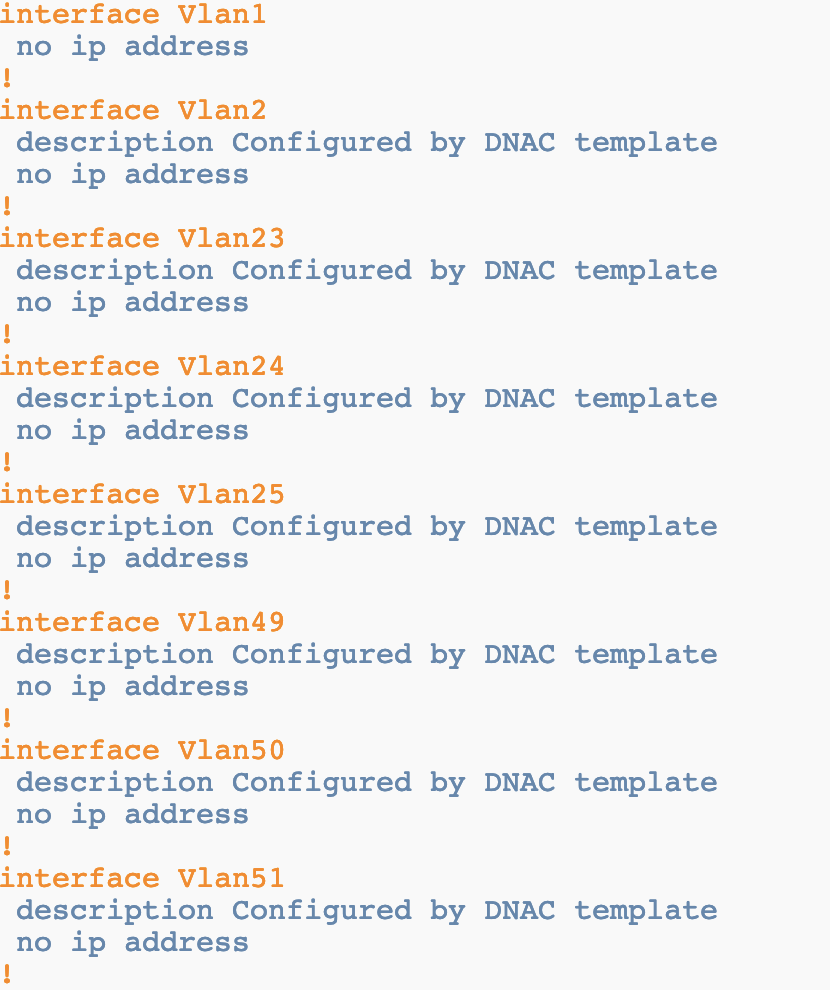 interface Vlan1
 no ip address
!
interface Vlan2
 description Configured by DNAC template
 no ip address
!
interface Vlan23
 description Configured by DNAC template
 no ip address
!
interface Vlan24
 description Configured by DNAC template
 no ip address
!
interface Vlan25
 description Configured by DNAC template
 no ip address
!
interface Vlan49
 description Configured by DNAC template
 no ip address
!
interface Vlan50
 description Configured by DNAC template
 no ip address
!
interface Vlan51
 description Configured by DNAC template
 no ip address
!